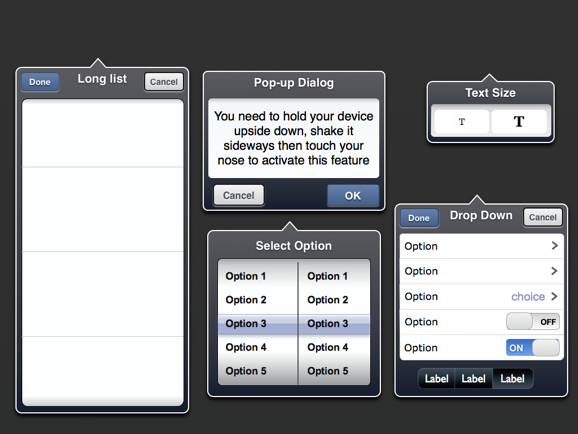 Done
Long list
Cancel
Pop-up Dialog
You need to hold your device
upside down, shake it
sideways then touch your
nose to activate this feature
Cancel
OK
Text Size
T
T
Select Option
Option 1
Option 1
Option 2
Option 2
Option 3
Option 3
Option 4
Option 4
Option 5
Option 5
Done
Drop Down
Cancel
Option
Option
Option
choice
Option
OFF
Option
ON
Label
Label
Label